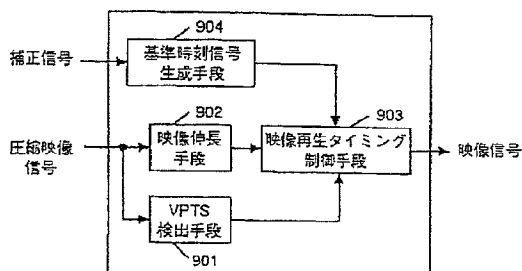 904
補正信号
基準時刻信号
生成手段
902
903
圧縮映像
信号
映像伸長
手段
映像再生タイミング
制御手段
映像信号
VPTS
検出手段
901